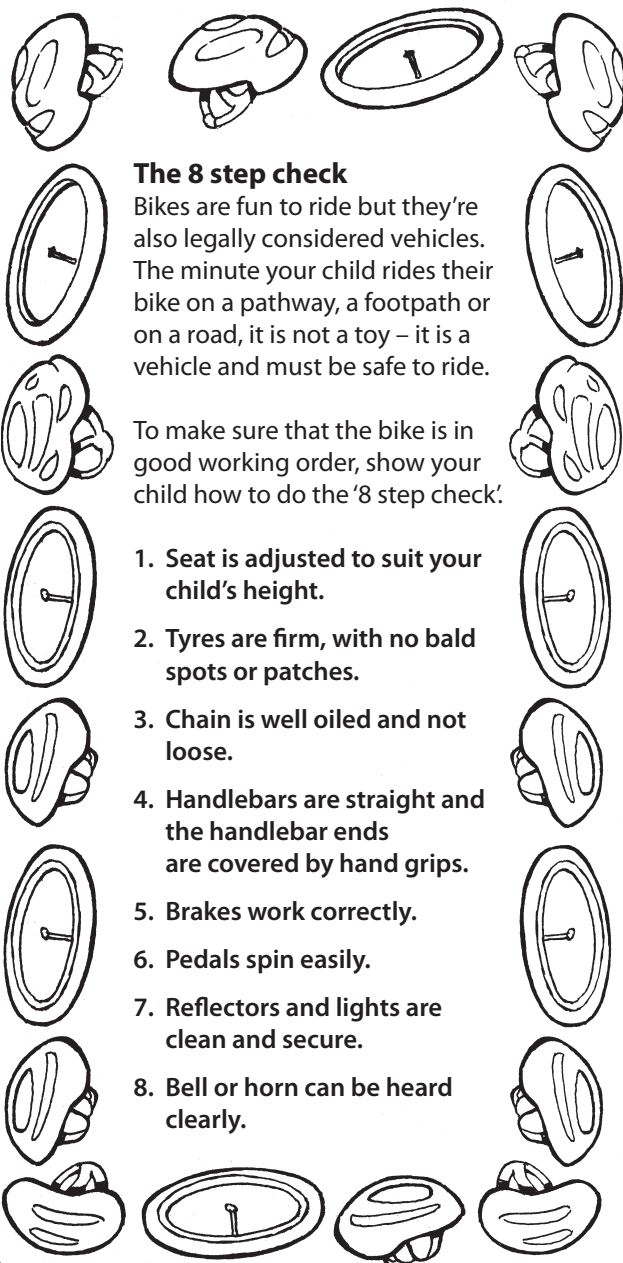 The 8 step check
Bikes are fun to ride but they're
also legally considered vehicles.
The minute your child rides their
bike on a pathway, a footpath or
on a road, it is not a toy – it is a
vehicle and must be safe to ride.
To make sure that the bike is in
good working order, show your
child how to do the '8 step check'.
1. Seat is adjusted to suit your
child's height.
2. Tyres are firm, with no bald
spots or patches.
3. Chain is well oiled and not
loose.
4. Handlebars are straight and
the handlebar ends
are covered by hand grips.
5. Brakes work correctly.
6. Pedals spin easily.
7. Reflectors and lights are
clean and secure.
8. Bell or horn can be heard
clearly.